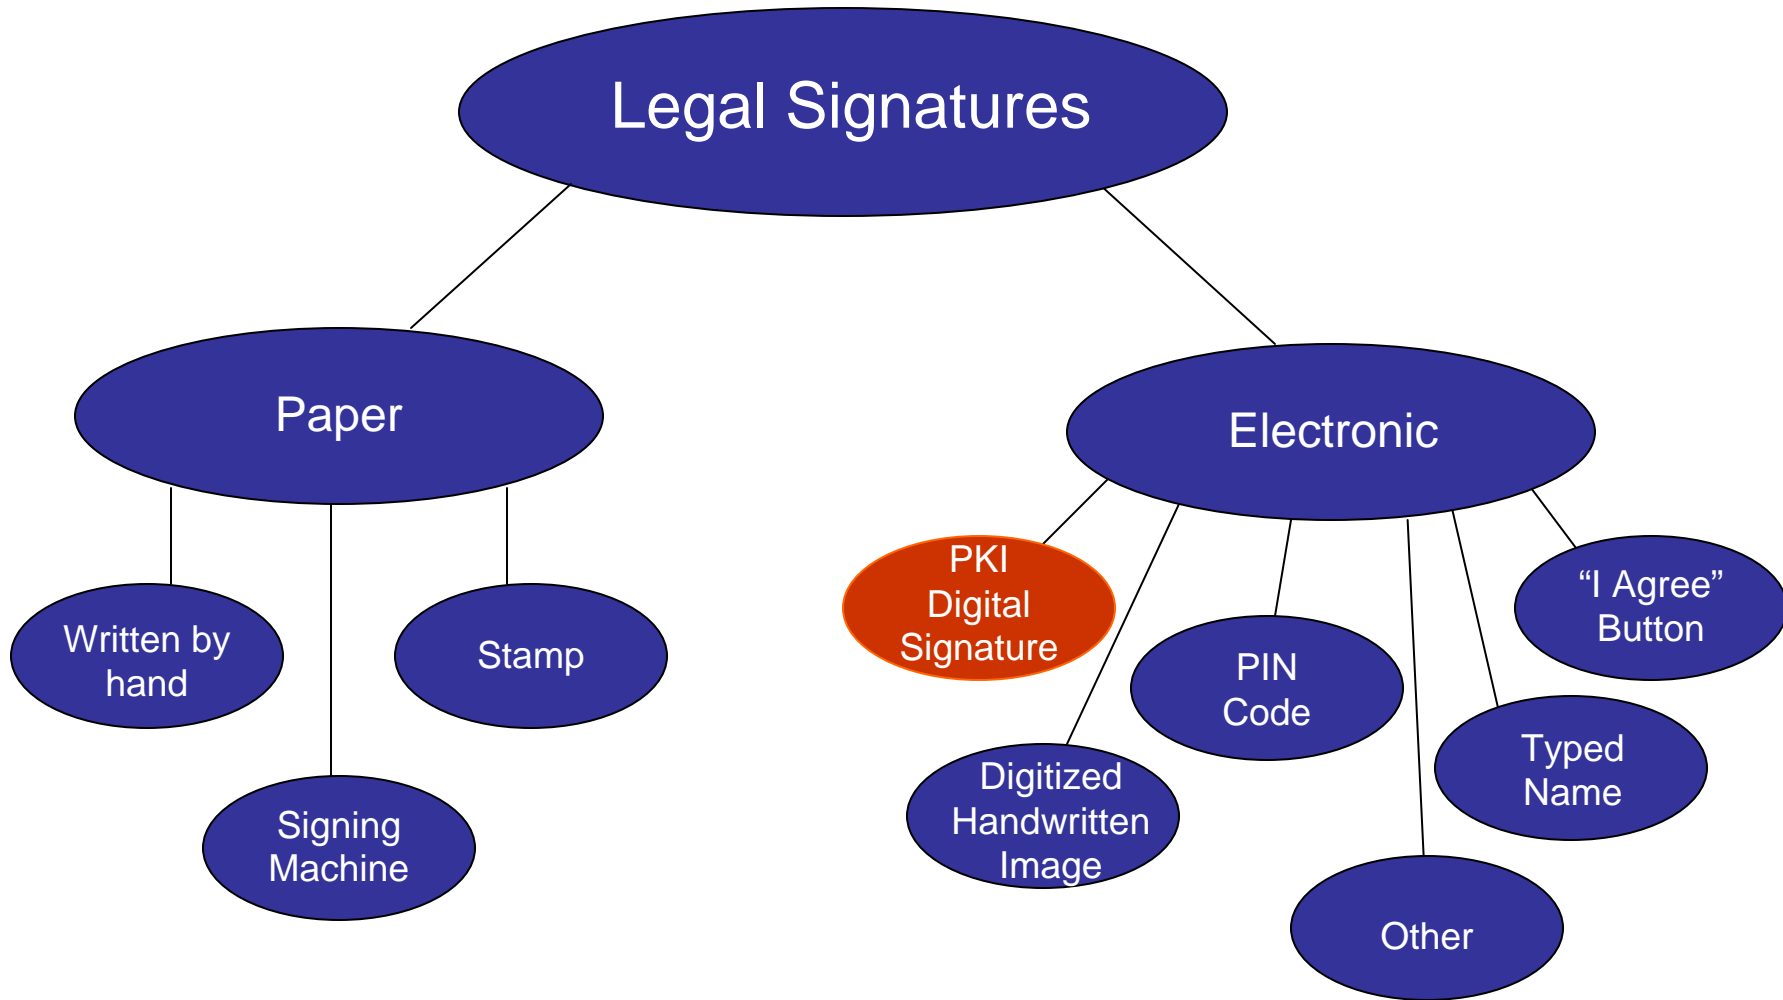 Legal Signatures
Paper
Electronic
Written by
hand
Signing
Machine
Stamp
PKI
Digital
Signature
Digitized
Handwritten
Image
PIN
Code
Other
Typed
Name
“I Agree”
Button